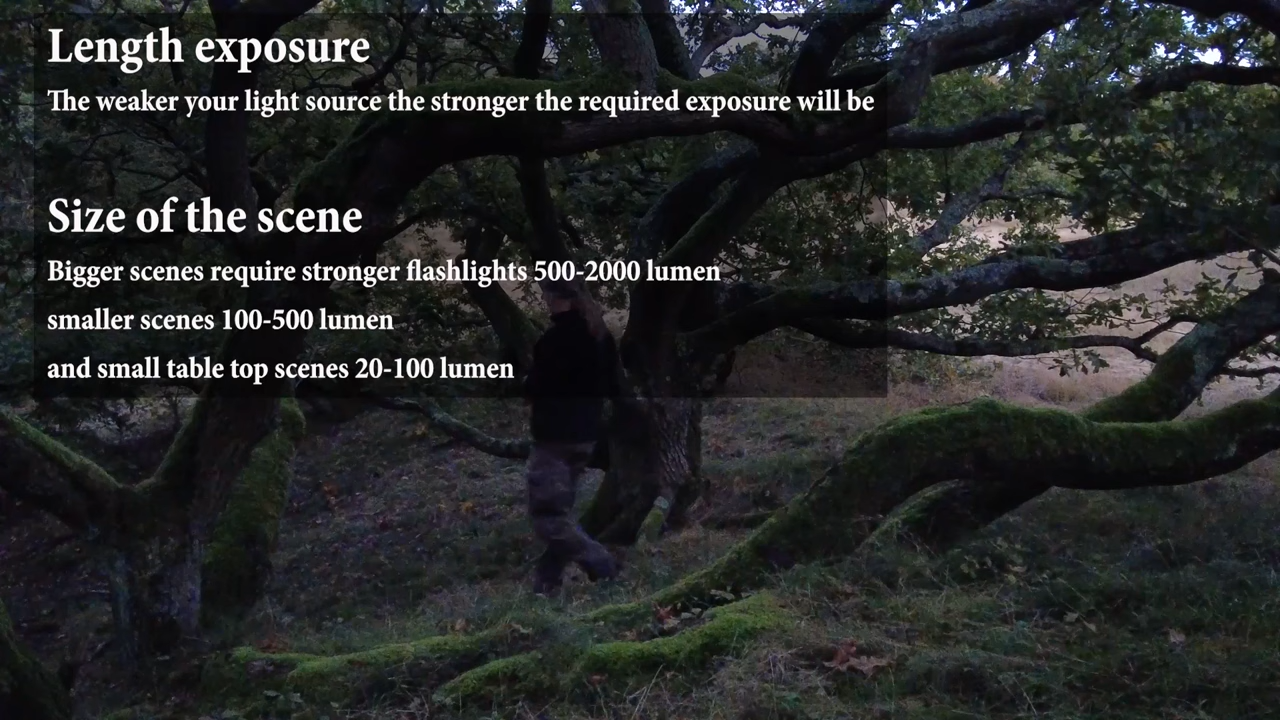 Length exposure
The weaker your light source the stronger the required exposure will be
Size of the scene
Bigger scenes require stronger flashlights 500-2000 lumen
smaller scenes 100-500 lumen
and small table top scenes 20-100 lumen